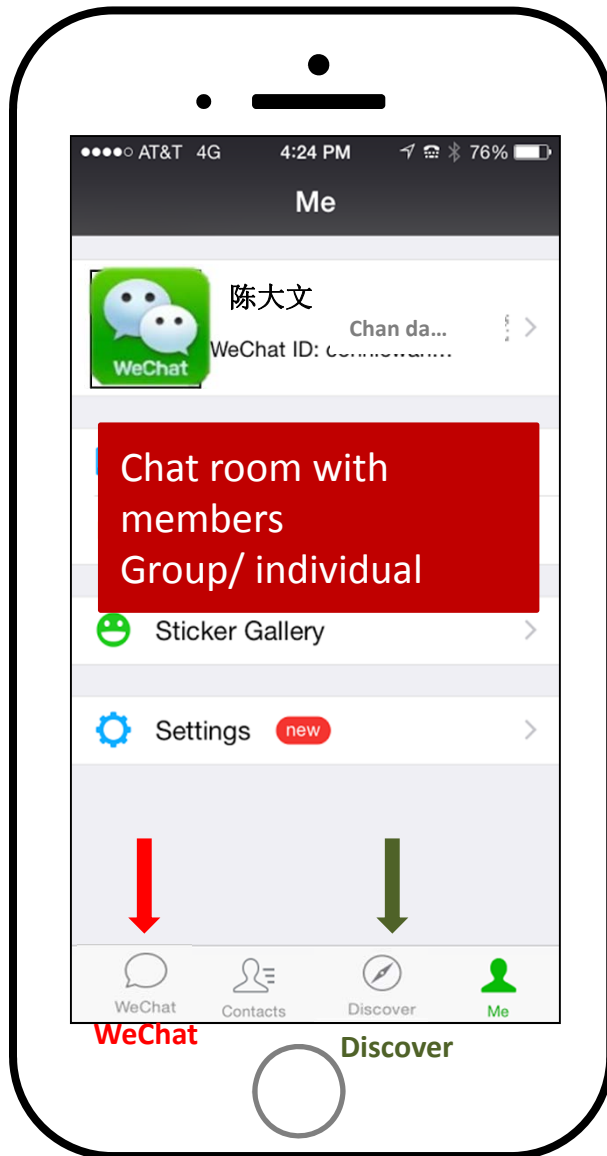 AT&T 4G 4:24 PM 76%
Me
陈大文
Chan da...
WeChat
WeChat ID:
Chat room with
members
Group/ individual
Sticker Gallery
Settings new
WeChat Contacts Discover Me
WeChat Discover